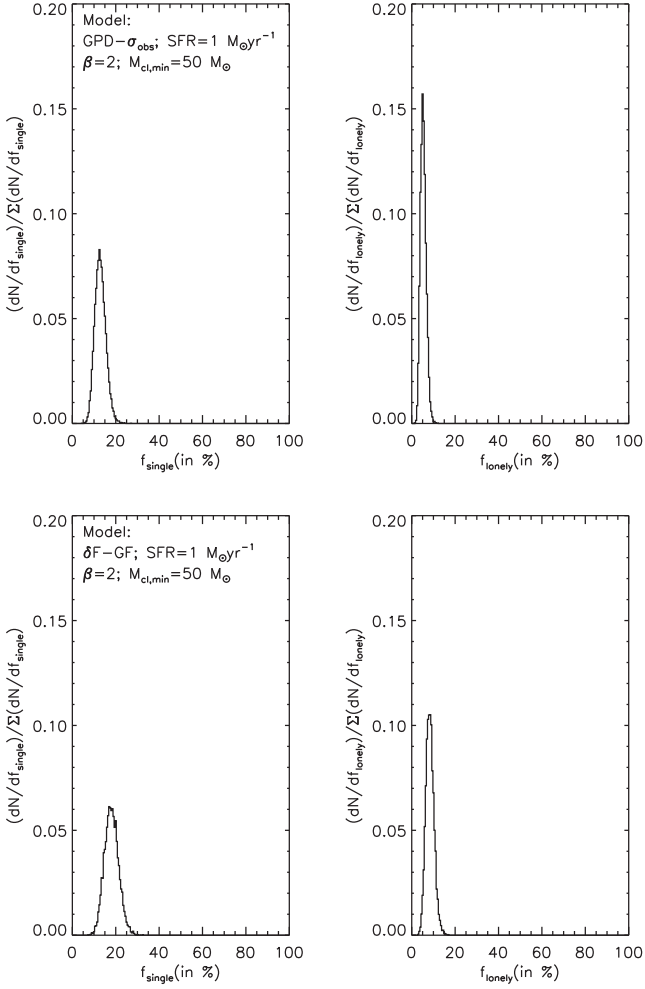 Model:
GPD−σobs; SFR=1 M⊙yr−1
β=2; Mcl,min=50 M⊙
0.20
0.15
0.10
0.05
0.00
(dN/dfsingle)/Σ(dN/dfsingle)
0 20 40 60 80 100
fsingle(in %)
0.20
0.15
0.10
0.05
0.00
(dN/dflonely)/Σ(dN/dflonely)
0 20 40 60 80 100
flonely(in %)
Model:
δF−GF; SFR=1 M⊙yr−1
β=2; Mcl,min=50 M⊙
0.20
0.15
0.10
0.05
0.00
(dN/dfsingle)/Σ(dN/dfsingle)
0 20 40 60 80 100
fsingle(in %)
0.20
0.15
0.10
0.05
0.00
(dN/dflonely)/Σ(dN/dflonely)
0 20 40 60 80 100
flonely(in %)